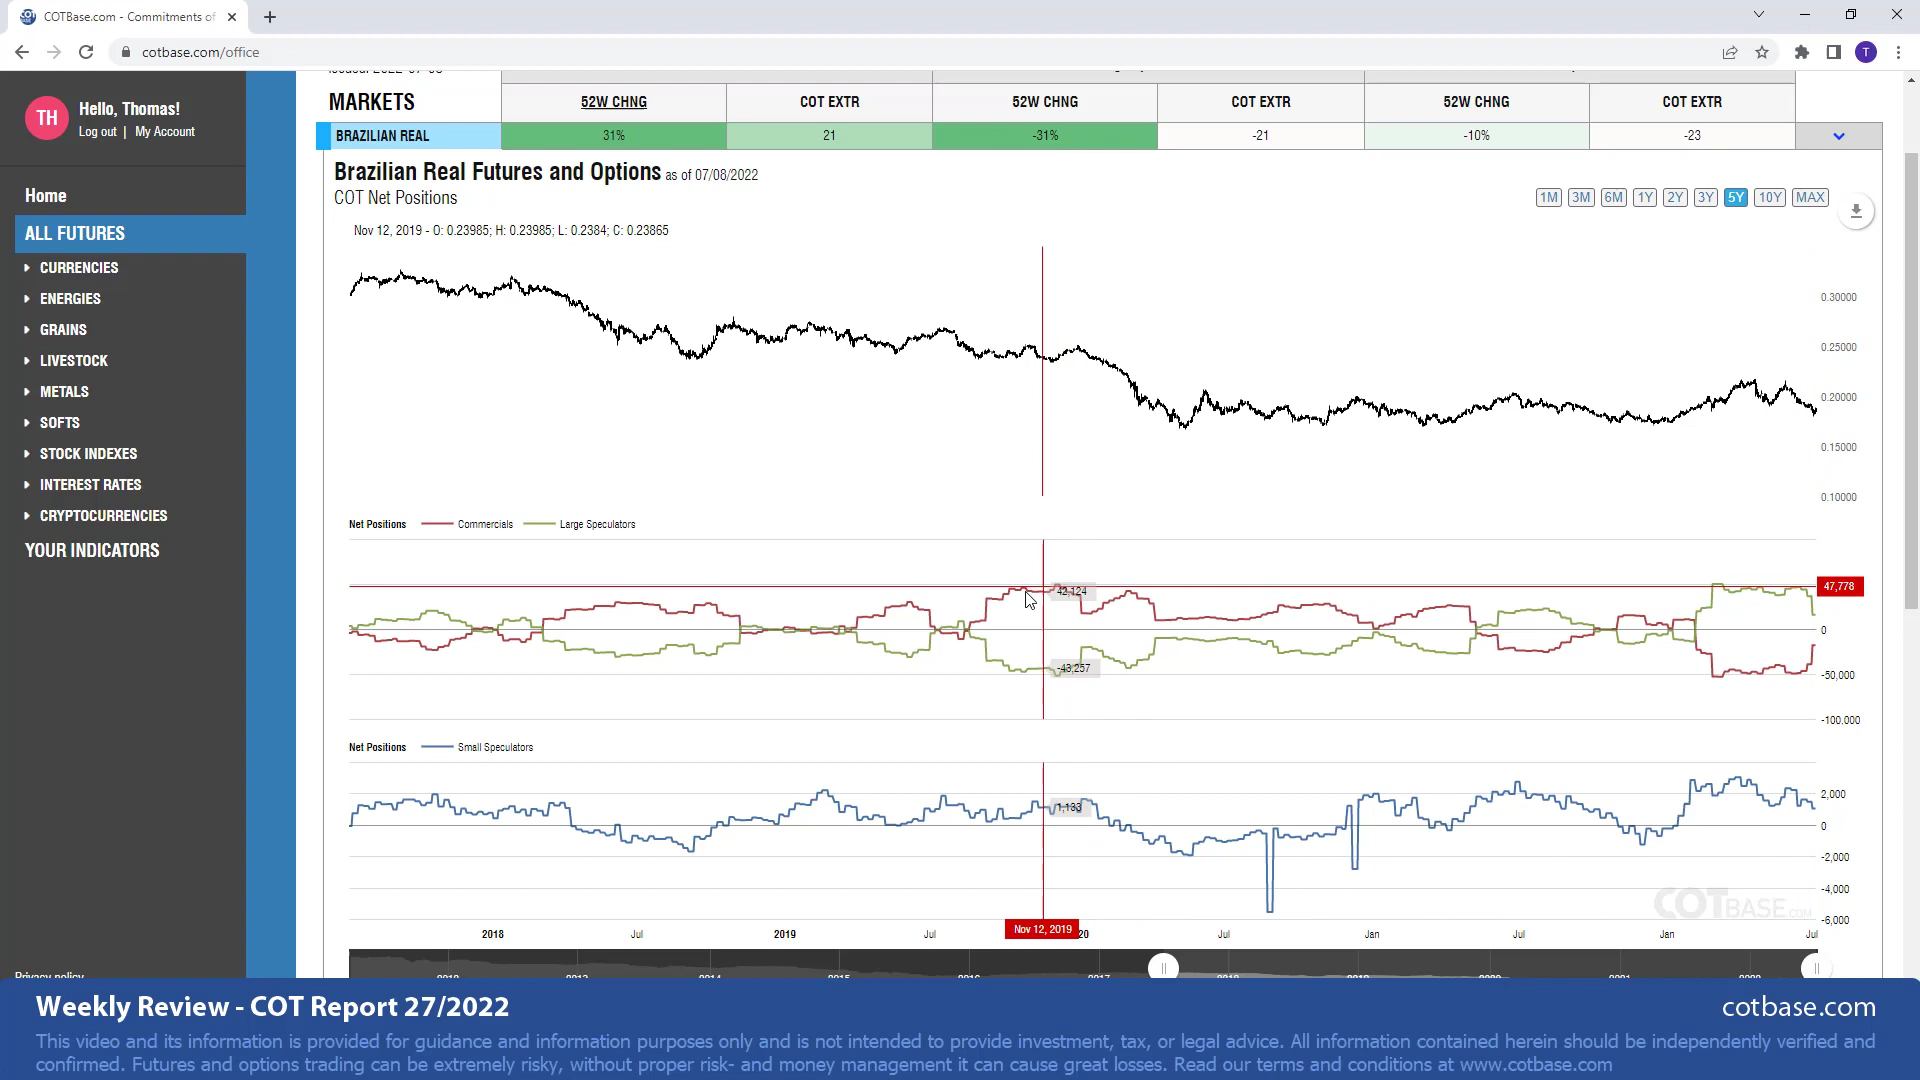 COTBase.com - Commitments of
cotbase.com/office
T
TH
Hello, Thomas!
Log out | My Account
Home
ALL FUTURES
CURRENCIES
ENERGIES
GRAINS
LIVESTOCK
METALS
SOFTS
STOCK INDEXES
INTEREST RATES
CRYPTOCURRENCIES
YOUR INDICATORS
Privacy policy
MARKETS 52W CHNG COT EXTR 52W CHNG COT EXTR 52W CHNG COT EXTR
BRAZILIAN REAL 31% 21 -31% -21 -10% -23
Brazilian Real Futures and Options as of 07/08/2022
COT Net Positions
1M 3M 6M 1Y 2Y 3Y 5Y 10Y MAX
Nov 12, 2019 - O: 0.23985; H: 0.23985; L: 0.2384; C: 0.23865
0.30000
0.25000
0.20000
0.15000
0.10000
Net Positions Commercials Large Speculators
42,124
47,778
0
-43,257
-50,000
-100,000
Net Positions Small Speculators
2,000
1,133
0
-2,000
-4,000
COTBASE.COM
-6,000
2018 Jul 2019 Jul Nov 12, 2019 20 Jul Jan Jul Jan Jul
Weekly Review - COT Report 27/2022
cotbase.com
This video and its information is provided for guidance and information purposes only and is not intended to provide investment, tax, or legal advice. All information contained herein should be independently verified and
confirmed. Futures and options trading can be extremely risky, without proper risk- and money management it can cause great losses. Read our terms and conditions at www.cotbase.com